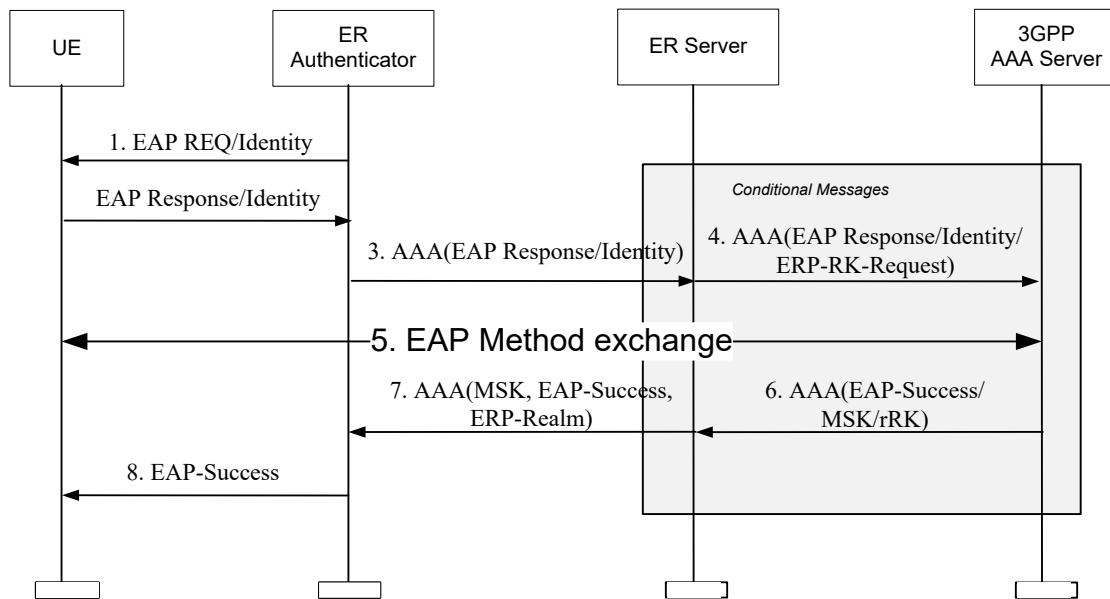 UE
ER
Authenticator
ER Server
3GPP
AAA Server
1. EAP REQ/Identity
Conditional Messages
EAP Response/Identity
3. AAA(EAP Response/Identity)
4. AAA(EAP Response/Identity/
ERP-RK-Request)
5. EAP Method exchange
7. AAA(MSK, EAP-Success,
ERP-Realm)
6. AAA(EAP-Success/
MSK/rRK)
8. EAP-Success